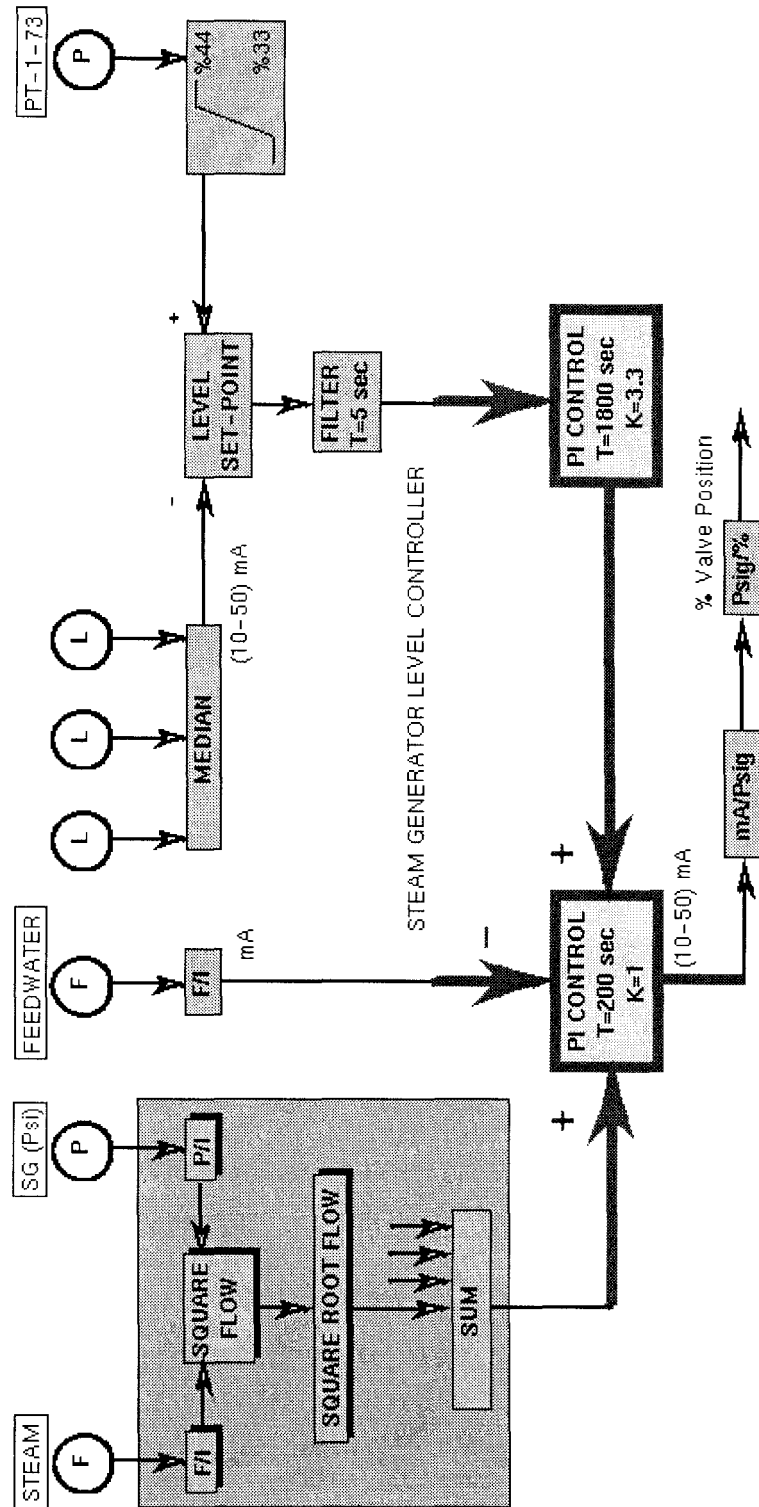 STEAM
F
F/I
SG (Psi)
P
P/I
SQUARE
FLOW
SQUARE ROOT FLOW
SUM
+
FEEDWATER
F
F/I
mA
-
L
L
L
MEDIAN
(10-50) mA
-
LEVEL
SET-POINT
+
PT-1-73
P
%44
%33
FILTER
T=5 sec
STEAM GENERATOR LEVEL CONTROLLER
PI CONTROL
T=1800 sec
K=3.3
+
PI CONTROL
T=200 sec
K=1
(10-50) mA
mA/Psig
Psig/%
% Valve Position